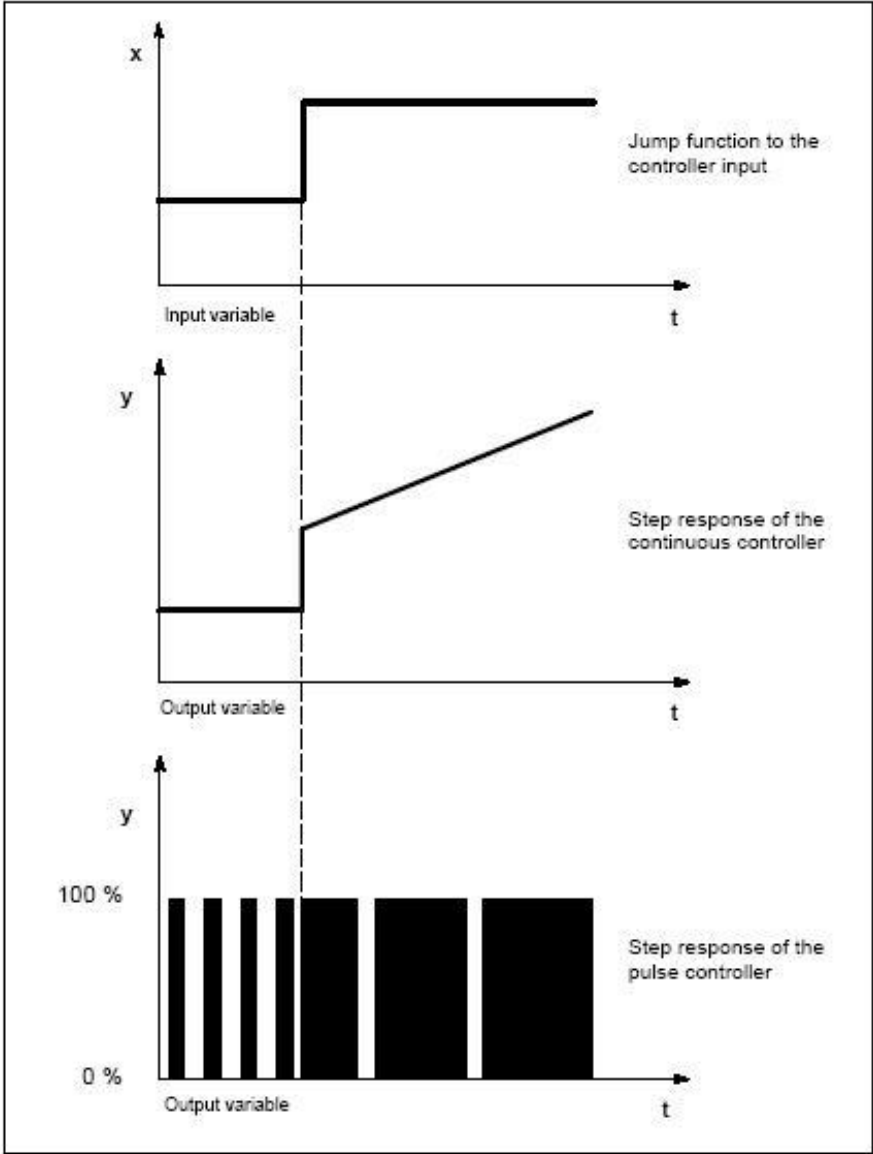 x
Jump function to the
controller input
Input variable
t
y
Step response of the
continuous controller
Output variable
t
y
100 %
Step response of the
pulse controller
0 %
Output variable
t